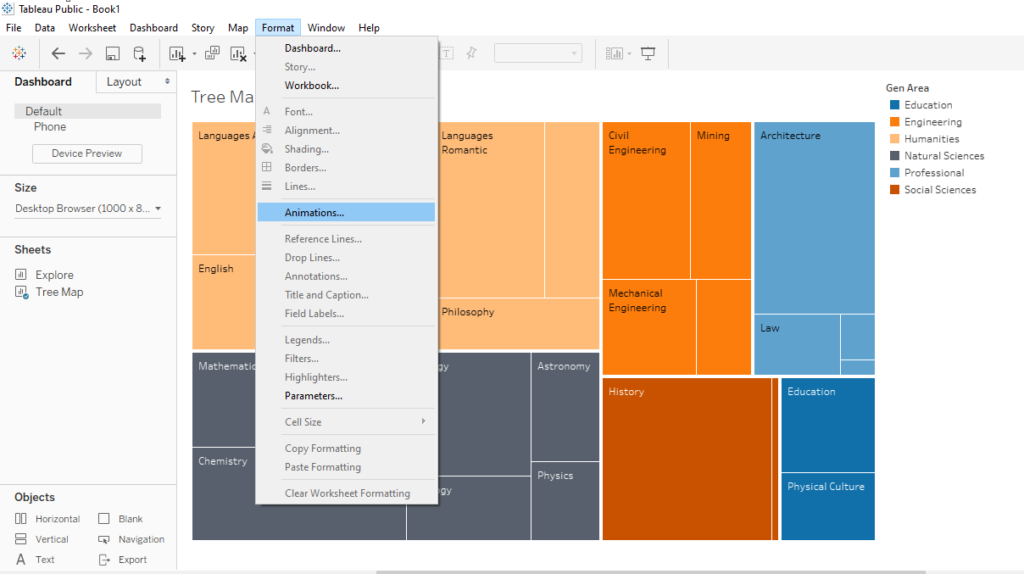 Tableau Public - Book1
File Data Worksheet Dashboard Story Map Format Window Help
Dashboard Layout
Default
Phone
Device Preview
Size
Desktop Browser (1000 x 8...
Sheets
Explore
Tree Map
Objects
Horizontal Blank
Vertical Navigation
A Text Export
Dashboard...
Story...
Workbook...
A Font...
Alignment...
Shading...
Borders...
Lines...
Animations...
Reference Lines...
Drop Lines...
Annotations...
Title and Caption...
Field Labels...
Legends...
Filters...
Highlighters...
Parameters...
Cell Size
Copy Formatting
Paste Formatting
Clear Worksheet Formatting
T
Tree Ma
Languages A
English
Languages
Romantic
Philosophy
Mathematic
Chemistry
gy
ogy
Astronomy
Physics
Civil
Engineering
Mining
Mechanical
Engineering
Architecture
Law
History
Education
Physical Culture
Gen Area
Education
Engineering
Humanities
Natural Sciences
Professional
Social Sciences